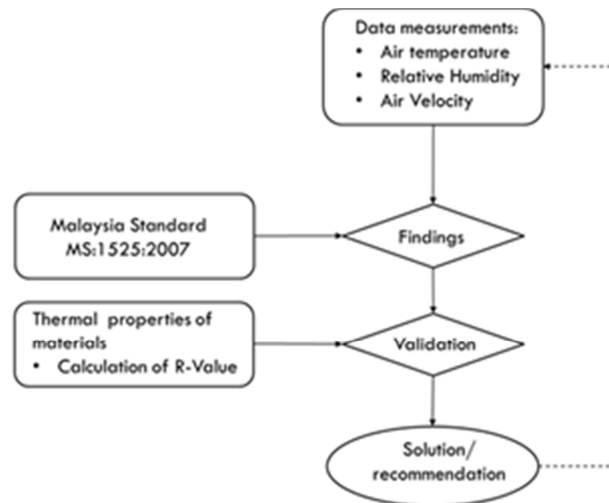 Data measurements:
• Air temperature
• Relative Humidity
• Air Velocity
Malaysia Standard
MS:1525:2007
Findings
Thermal properties of
materials
• Calculation of R-Value
Validation
Solution/
recommendation